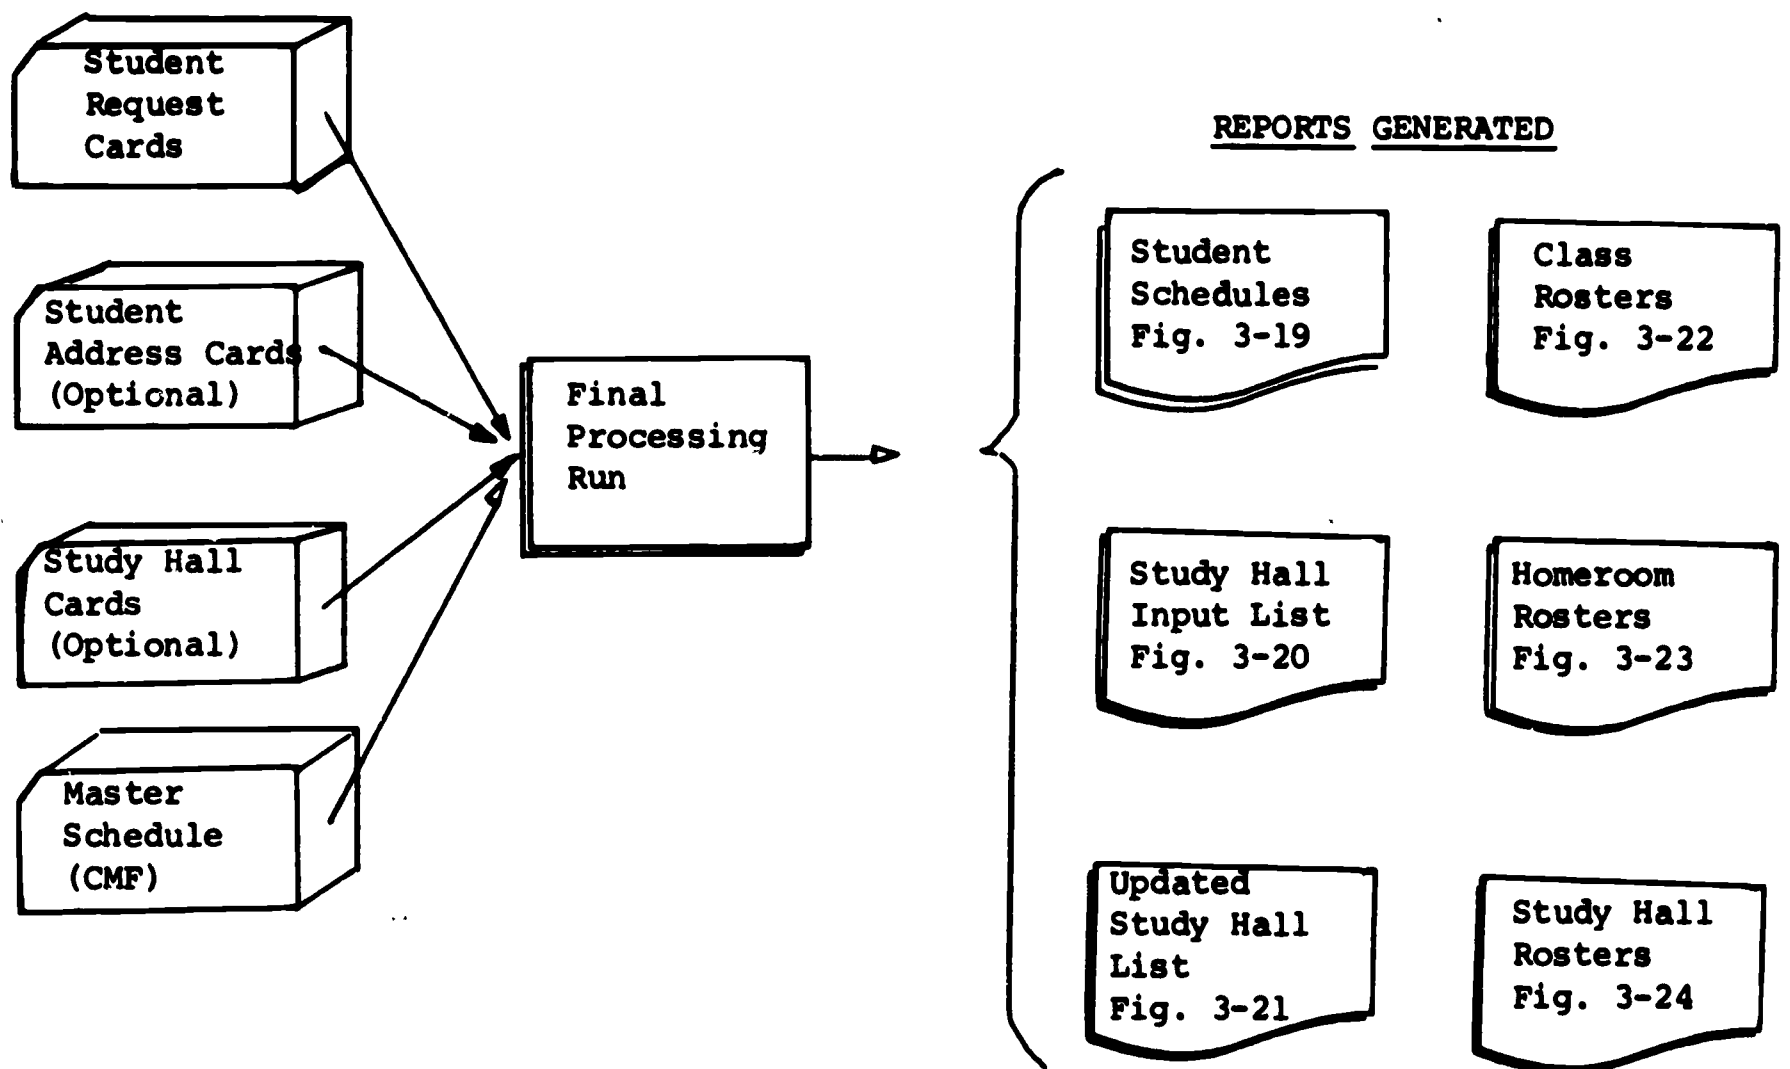 Student
Request
Cards
Student
Address Cards
(Optional)
Study Hall
Cards
(Optional)
Master
Schedule
(CMF)
Final
Processing
Run
REPORTS GENERATED
Student
Schedules
Fig. 3-19
Class
Rosters
Fig. 3-22
Study Hall
Input List
Fig. 3-20
Homeroom
Rosters
Fig. 3-23
Updated
Study Hall
List
Fig. 3-21
Study Hall
Rosters
Fig. 3-24